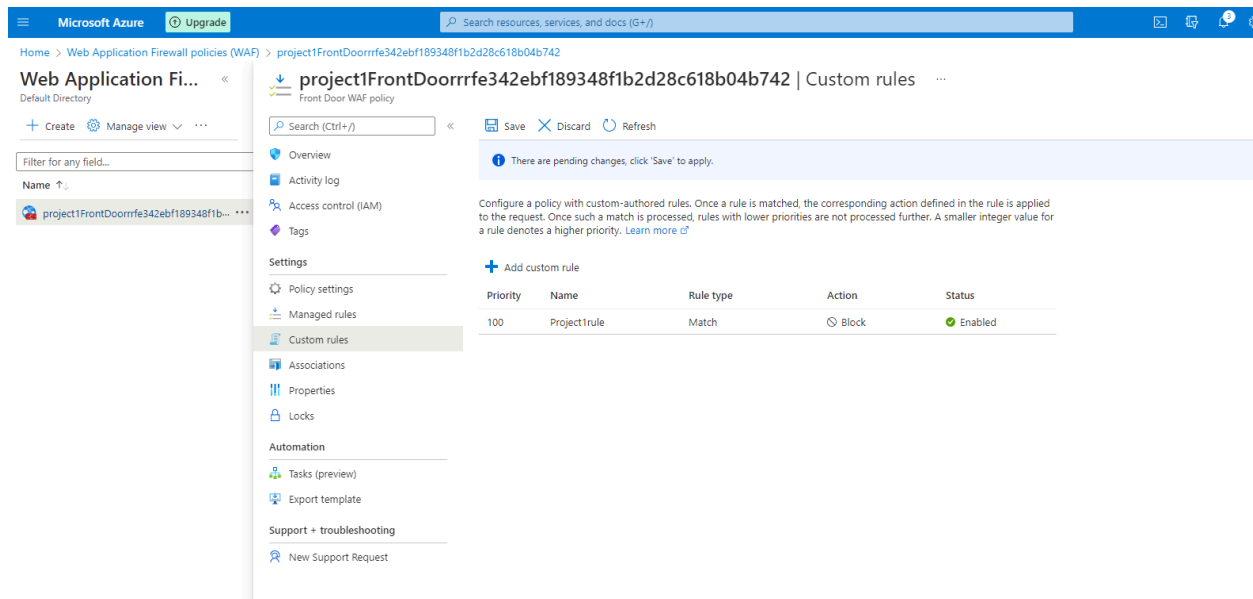 Microsoft Azure
Upgrade
Search resources, services, and docs (G+/)
3
Home > Web Application Firewall policies (WAF) > project1FrontDoorrrfe342ebf189348f1b2d28c618b04b742
Web Application Fi... «
Default Directory
+ Create
Manage view
...
Filter for any field...
Name ↑↓
project1FrontDoorrrfe342ebf189348f1b... ...
project1FrontDoorrrfe342ebf189348f1b2d28c618b04b742 | Custom rules ...
Front Door WAF policy
Search (Ctrl+/) «
Overview
Activity log
Access control (IAM)
Tags
Settings
Policy settings
Managed rules
Custom rules
Associations
Properties
Locks
Automation
Tasks (preview)
Export template
Support + troubleshooting
New Support Request
Save Discard Refresh
There are pending changes, click 'Save' to apply.
Configure a policy with custom-authored rules. Once a rule is matched, the corresponding action defined in the rule is applied
to the request. Once such a match is processed, rules with lower priorities are not processed further. A smaller integer value for
a rule denotes a higher priority. Learn more
+ Add custom rule
Priority Name Rule type Action Status
100 Project1rule Match Block Enabled